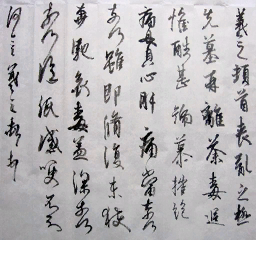 羲之頓首喪亂之極
先墓再離荼毒追
惟酷甚號慕摧絕
痛貫心肝痛當奈何
奈何雖即脩復未獲
奔馳哀毒益深奈何
奈何臨紙感哽不知
何言羲之頓首頓首